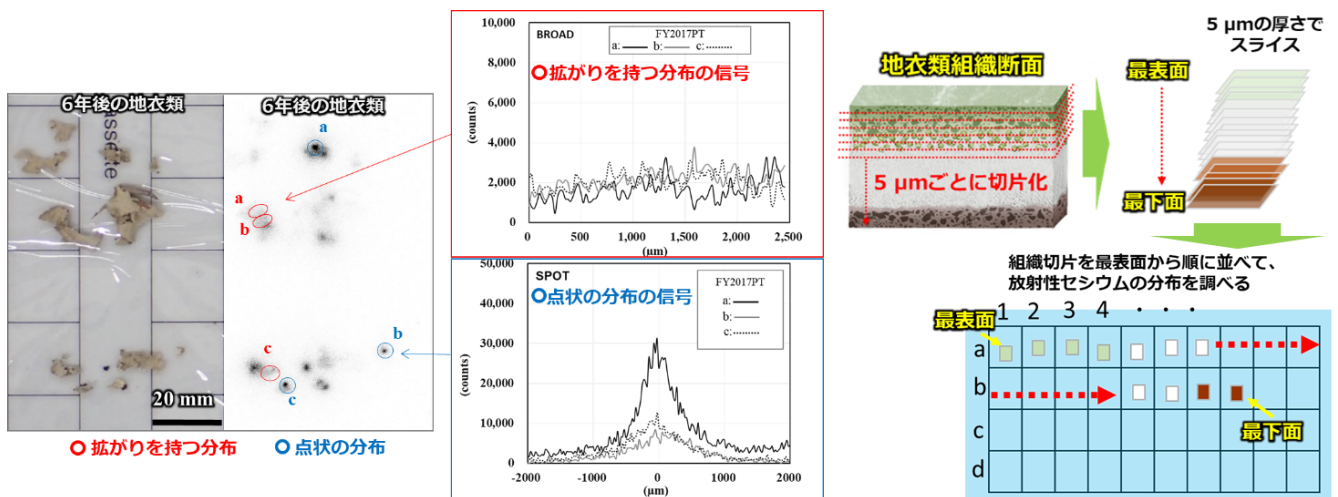 6年後の地衣類
6年後の地衣類
assette
a
a
b
b
c
c
20 mm
拡がりを持つ分布
点状の分布
BROAD
FY2017PT
a: b: c:
拡がりを持つ分布の信号
(counts)
10,000
8,000
6,000
4,000
2,000
0
0 500 1,000 1,500 2,000 2,500
(μm)
SPOT
FY2017PT
a:
b:
c:
点状の分布の信号
(counts)
50,000
40,000
30,000
20,000
10,000
0
-2000 -1000 0 1000 2000
(μm)
地衣類組織断面
5 μmごとに切片化
5 μmの厚さで
スライス
最表面
最下面
組織切片を最表面から順に並べて、
放射性セシウムの分布を調べる
1 2 3 4 ・ ・ ・
最表面
a
b
c
d
最下面